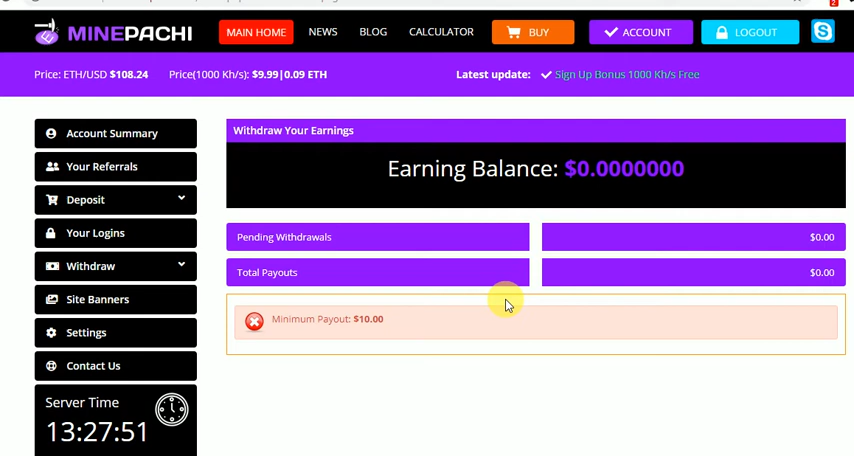 MINEPACHI
MAIN HOME NEWS BLOG CALCULATOR BUY ACCOUNT LOGOUT
2
Price: ETH/USD $108.24 Price(1000 Kh/s): $9.99|0.09 ETH Latest update: Sign Up Bonus 1000 Kh/s Free
Account Summary
Your Referrals
Deposit
Your Logins
Withdraw
Site Banners
Settings
Contact Us
Server Time
13:27:51
Withdraw Your Earnings
Earning Balance: $0.0000000
Pending Withdrawals $0.00
Total Payouts $0.00
Minimum Payout: $10.00